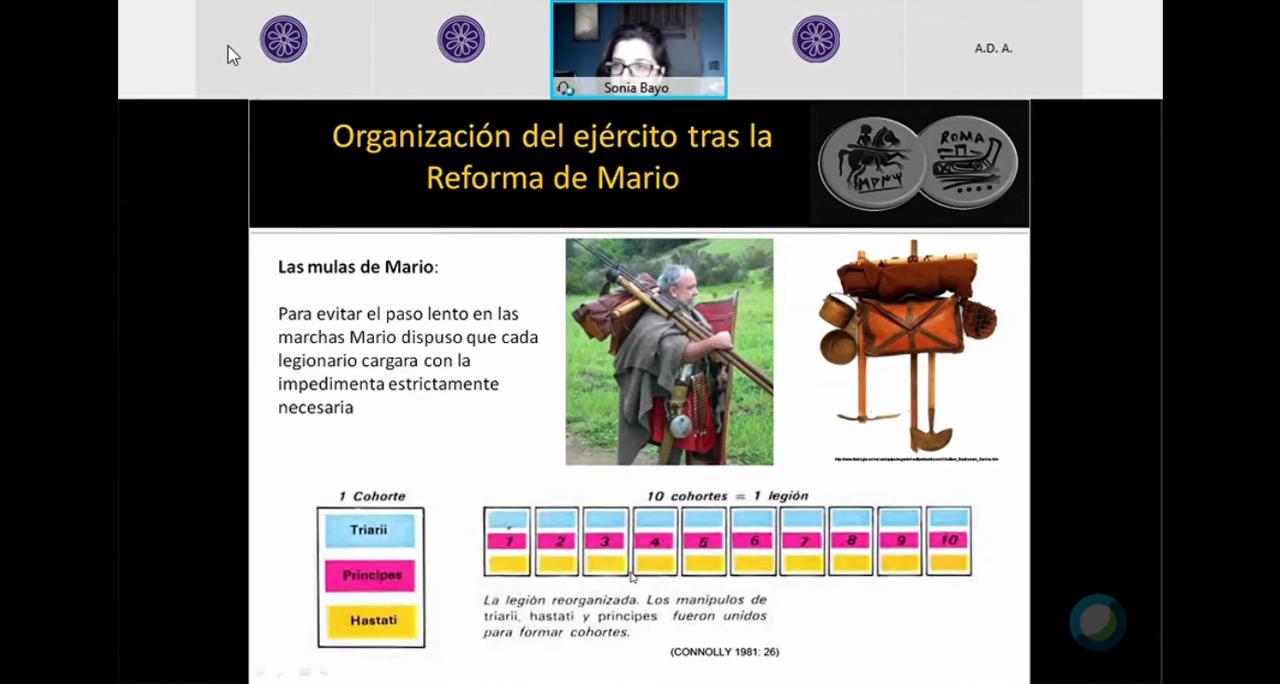 A.D. A.
Sonia Bayo
Organización del ejército tras la
Reforma de Mario
ROMA
Las mulas de Mario:
Para evitar el paso lento en las
marchas Mario dispuso que cada
legionario cargara con la
impedimenta estrictamente
necesaria
1 Cohorte
Triarii
Principes
Hastati
10 cohortes = 1 legión
1 2 3 4 5 6 7 8 9 10
La legión reorganizada. Los manipulos de
triarii, hastati y principes fueron unidos
para formar cohortes.
(CONNOLLY 1981: 26)